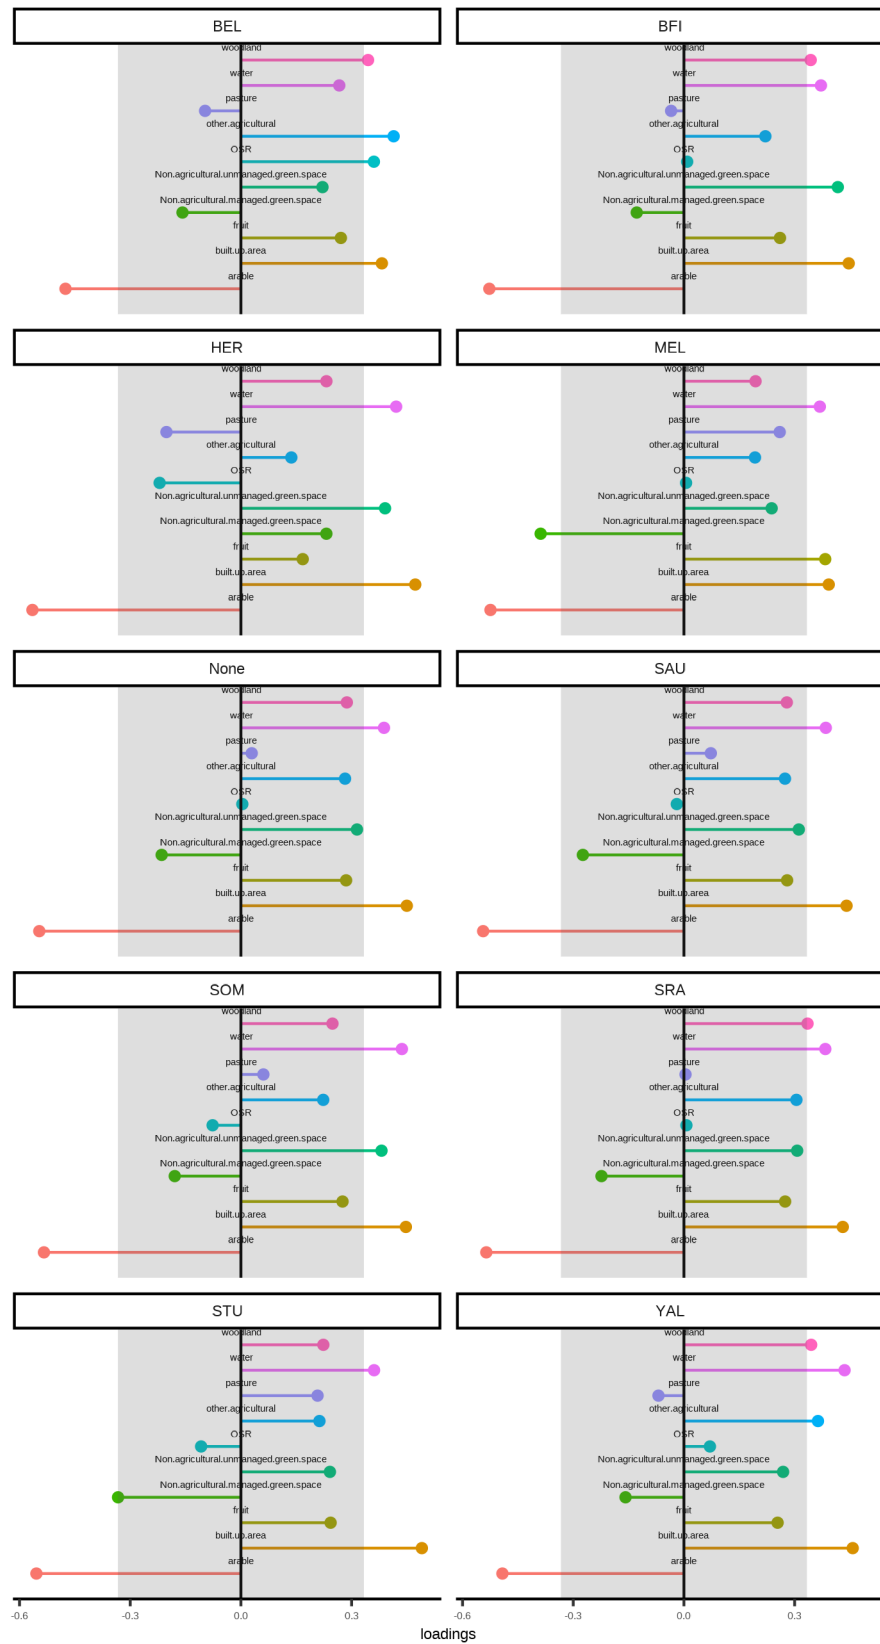 BEL
woodland
water
pasture
other.agricultural
OSR
Non.agricultural.unmanaged.green.space
Non.agricultural.managed.green.space
fruit
built.up.area
arable
BFI
woodland
water
pasture
other.agricultural
OSR
Non.agricultural.unmanaged.green.space
Non.agricultural.managed.green.space
fruit
built.up.area
arable
HER
woodland
water
pasture
other.agricultural
OSR
Non.agricultural.unmanaged.green.space
Non.agricultural.managed.green.space
fruit
built.up.area
arable
MEL
woodland
water
pasture
other.agricultural
OSR
Non.agricultural.unmanaged.green.space
Non.agricultural.managed.green.space
fruit
built.up.area
arable
None
woodland
water
pasture
other.agricultural
OSR
Non.agricultural.unmanaged.green.space
Non.agricultural.managed.green.space
fruit
built.up.area
arable
SAU
woodland
water
pasture
other.agricultural
OSR
Non.agricultural.unmanaged.green.space
Non.agricultural.managed.green.space
fruit
built.up.area
arable
SOM
woodland
water
pasture
other.agricultural
OSR
Non.agricultural.unmanaged.green.space
Non.agricultural.managed.green.space
fruit
built.up.area
arable
SRA
woodland
water
pasture
other.agricultural
OSR
Non.agricultural.unmanaged.green.space
Non.agricultural.managed.green.space
fruit
built.up.area
arable
STU
woodland
water
pasture
other.agricultural
OSR
Non.agricultural.unmanaged.green.space
Non.agricultural.managed.green.space
fruit
built.up.area
arable
YAL
woodland
water
pasture
other.agricultural
OSR
Non.agricultural.unmanaged.green.space
Non.agricultural.managed.green.space
fruit
built.up.area
arable
-0.6 -0.3 0.0 0.3 -0.6 -0.3 0.0 0.3
loadings